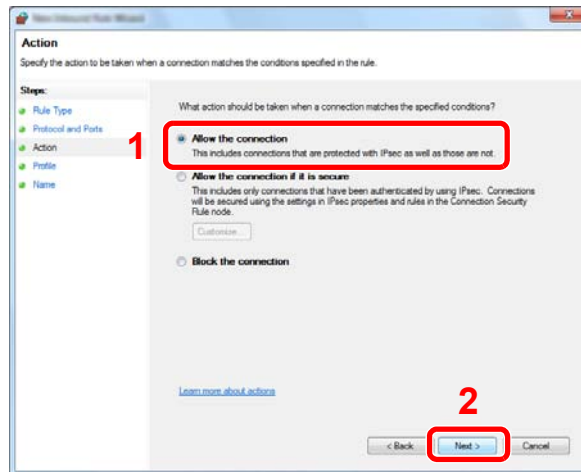 New Inbound Rule Wizard
Action
Specify the action to be taken when a connection matches the conditions specified in the rule.
Steps:
Rule Type
Protocol and Ports
Action
Profile
Name
What action should be taken when a connection matches the specified conditions?
1
Allow the connection
This includes connections that are protected with IPsec as well as those are not.
Allow the connection if it is secure
This includes only connections that have been authenticated by using IPsec. Connections
will be secured using the settings in IPsec properties and rules in the Connection Security
Rule node.
Customize...
Block the connection
Learn more about actions
2
< Back
Next >
Cancel